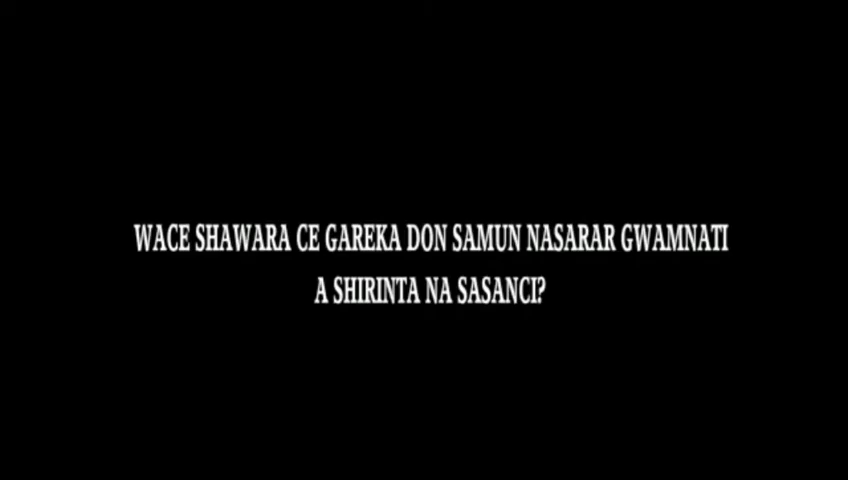 WACE SHAWARA CE GAREKA DON SAMUN NASARAR GWAMNATI
A SHIRINTA NA SASANCI?